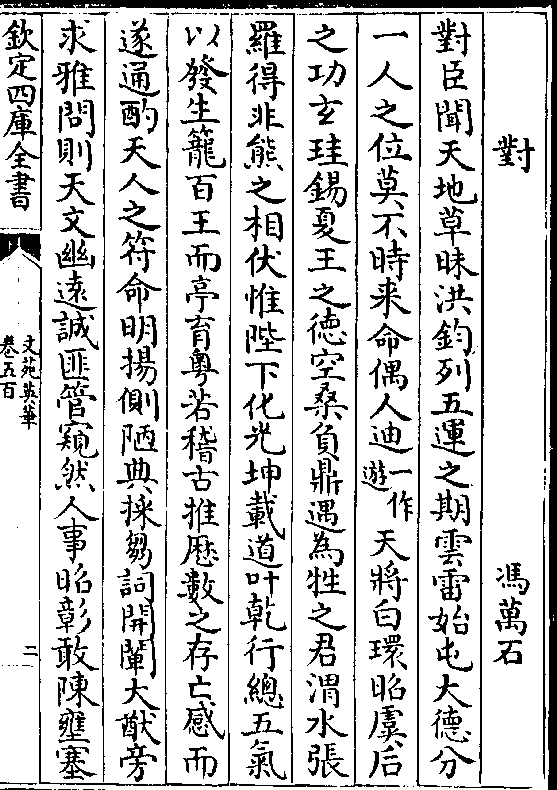 對　馮萬石
對臣聞天地草昧洪鈞列五運之期雲雷始屯大德分
一人之位莫不時来命偶人迪一作遊天將白環昭虞后
之功玄珪錫夏王之德空桑負鼎遇為牲之君渭水張
羅得非熊之相伏惟陛下化光坤載道叶乾行總五氣
以發生籠百王而亭育粵若稽古推厯數之存亡感而
遂通酌天人之符命明揚側陋典採芻詞開闡大猷旁
求雅問則天文幽遠誠匪管窺然人事昭彰敢陳壅塞
欽定四庫全書
文苑英華
卷五百
二